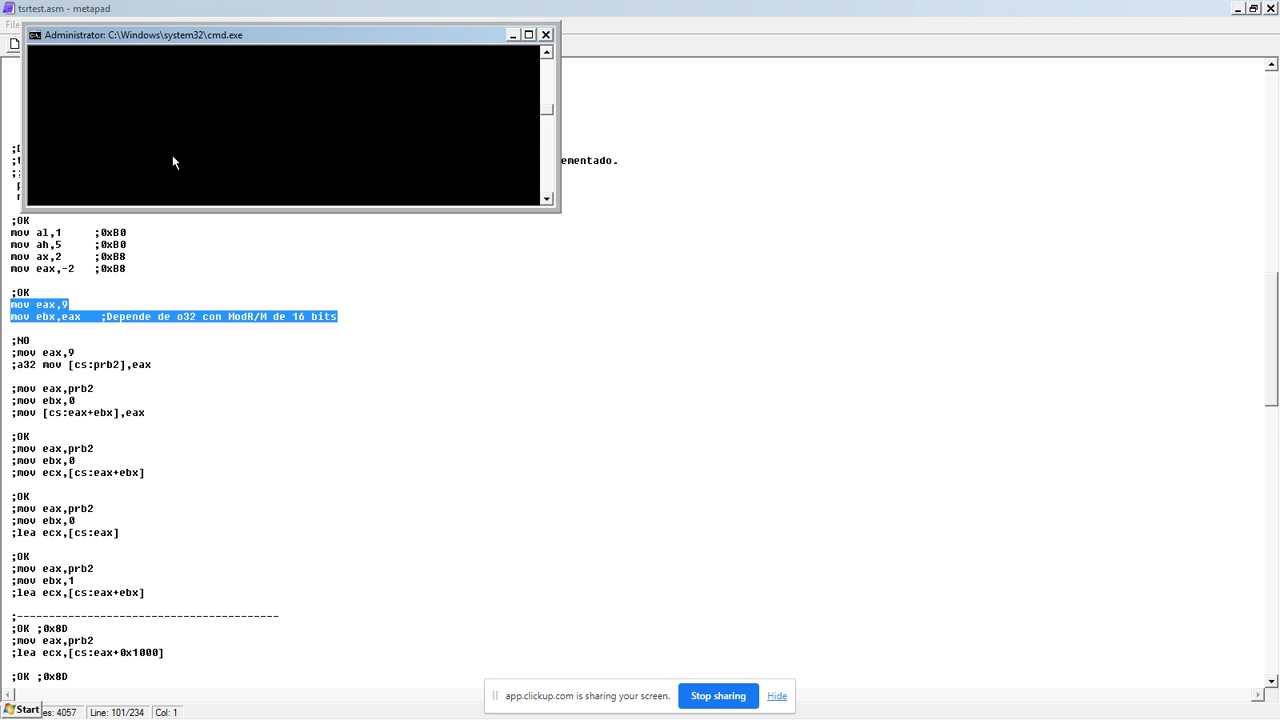 tsrtest.asm - metapad
File
Administrator: C:\Windows\system32\cmd.exe
ementado.
;OK
mov al,1 ;0xB0
mov ah,5 ;0xB0
mov ax,2 ;0xB8
mov eax,-2 ;0xB8
;OK
mov eax,9
mov ebx,eax ;Depende de o32 con ModR/M de 16 bits
;NO
;mov eax,9
;a32 mov [cs:prb2],eax
;mov eax,prb2
;mov ebx,0
;mov [cs:eax+ebx],eax
;OK
;mov eax,prb2
;mov ebx,0
;mov ecx,[cs:eax+ebx]
;OK
;mov eax,prb2
;mov ebx,0
;lea ecx,[cs:eax]
;OK
;mov eax,prb2
;mov ebx,1
;lea ecx,[cs:eax+ebx]
;----------------------------------------
;OK ;0x8D
;mov eax,prb2
;lea ecx,[cs:eax+0x1000]
;OK ;0x8D
app.clickup.com is sharing your screen. Stop sharing Hide
Start es: 4057 Line: 101/234 Col: 1